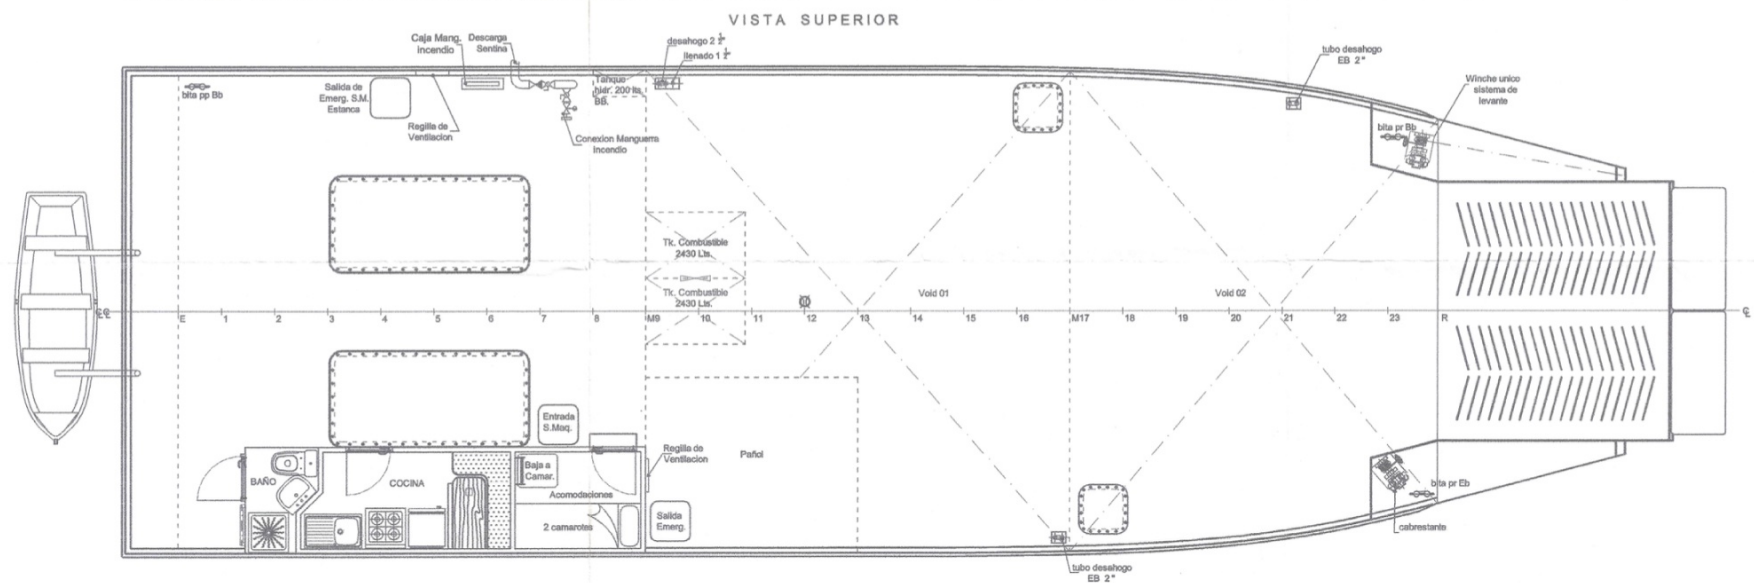 VISTA SUPERIOR
Caja Mang.
incendio
Descarga
Sentina
desahogo 2 ½"
llenado 1 ½"
tubo desahogo
EB 2"
Winche unico
sistema de
levante
bita pp Bb
Salida de
Emerg. S.M.
Estanca
Regilla de
Ventilacion
Tanque
hidr. 200 lts.
BB.
Conexion Manguerra
Incendio
bita pr Bb
Tk. Combustible
2430 Lts.
Tk. Combustible
2430 Lts.
Void 01
Void 02
E 1 2 3 4 5 6 7 8 M9 10 11 12 13 14 15 16 M17 18 19 20 21 22 23 R
Entrada
S.Maq.
Regilla de
Ventilacion
Pañol
BAÑO
COCINA
Baja a
Camar.
Acomodaciones
2 camarotes
Salida
Emerg.
bita pr Eb
cabrestante
tubo desahogo
EB 2"